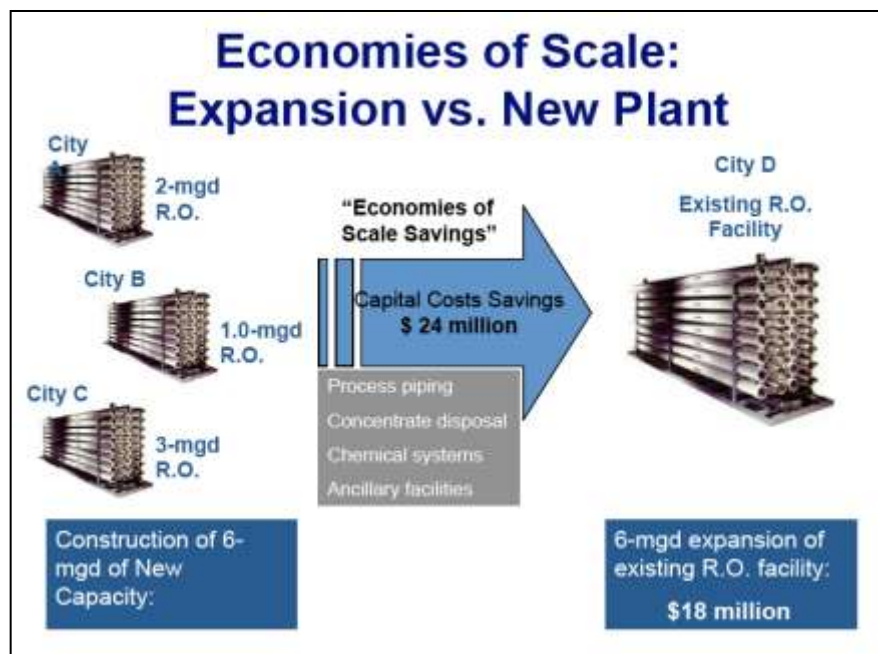 Economies of Scale:
Expansion vs. New Plant
City
2-mgd
R.O.
City B
1.0-mgd
R.O.
City C
3-mgd
R.O.
“Economies of
Scale Savings”
Capital Costs Savings
$ 24 million
Process piping
Concentrate disposal
Chemical systems
Ancillary facilities
City D
Existing R.O.
Facility
Construction of 6-
mgd of New
Capacity:
6-mgd expansion of
existing R.O. facility:
$18 million